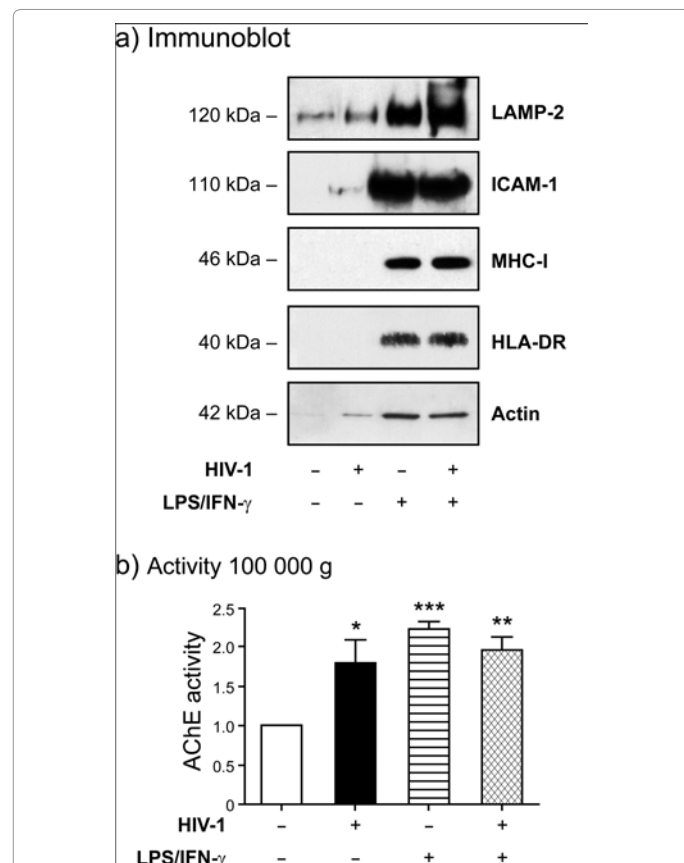 a) Immunoblot
120 kDa – LAMP-2
110 kDa – ICAM-1
46 kDa – MHC-I
40 kDa – HLA-DR
42 kDa – Actin
HIV-1 – + – +
LPS/IFN-γ – – + +
b) Activity 100 000 g
AChE activity
2.5
2.0
1.5
1.0
0.5
0
* *** **
HIV-1 – + – +
LPS/IFN-γ – – + +